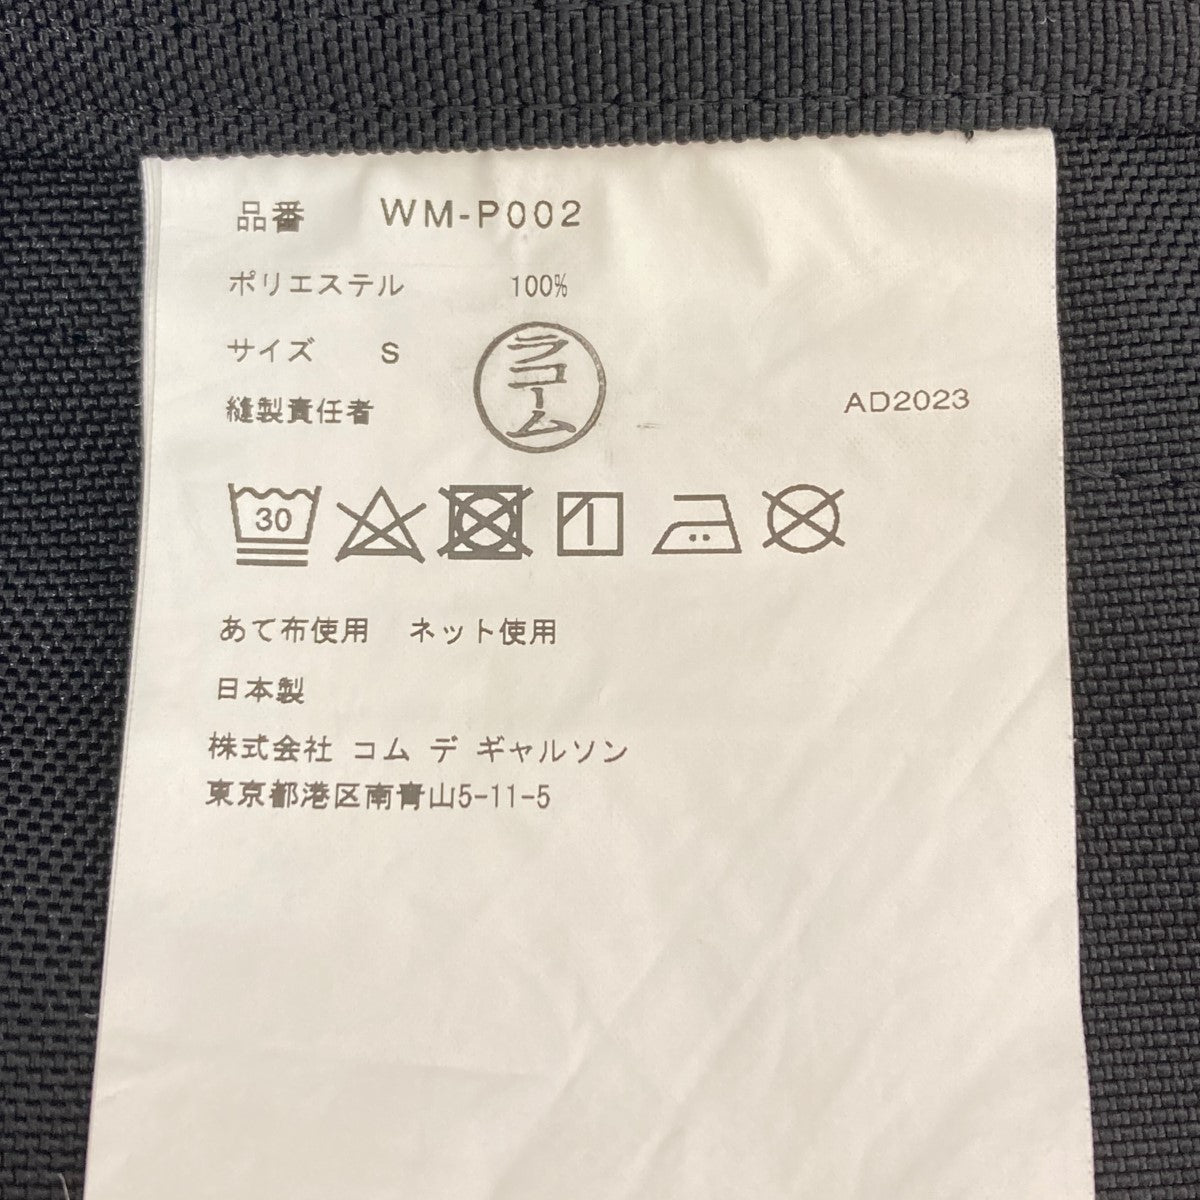 品番 WM-P002
ポリエステル 100%
サイズ S
ラコーム
縫製責任者
AD2023
30
あて布使用 ネット使用
日本製
株式会社 コム デ ギャルソン
東京都港区南青山5-11-5